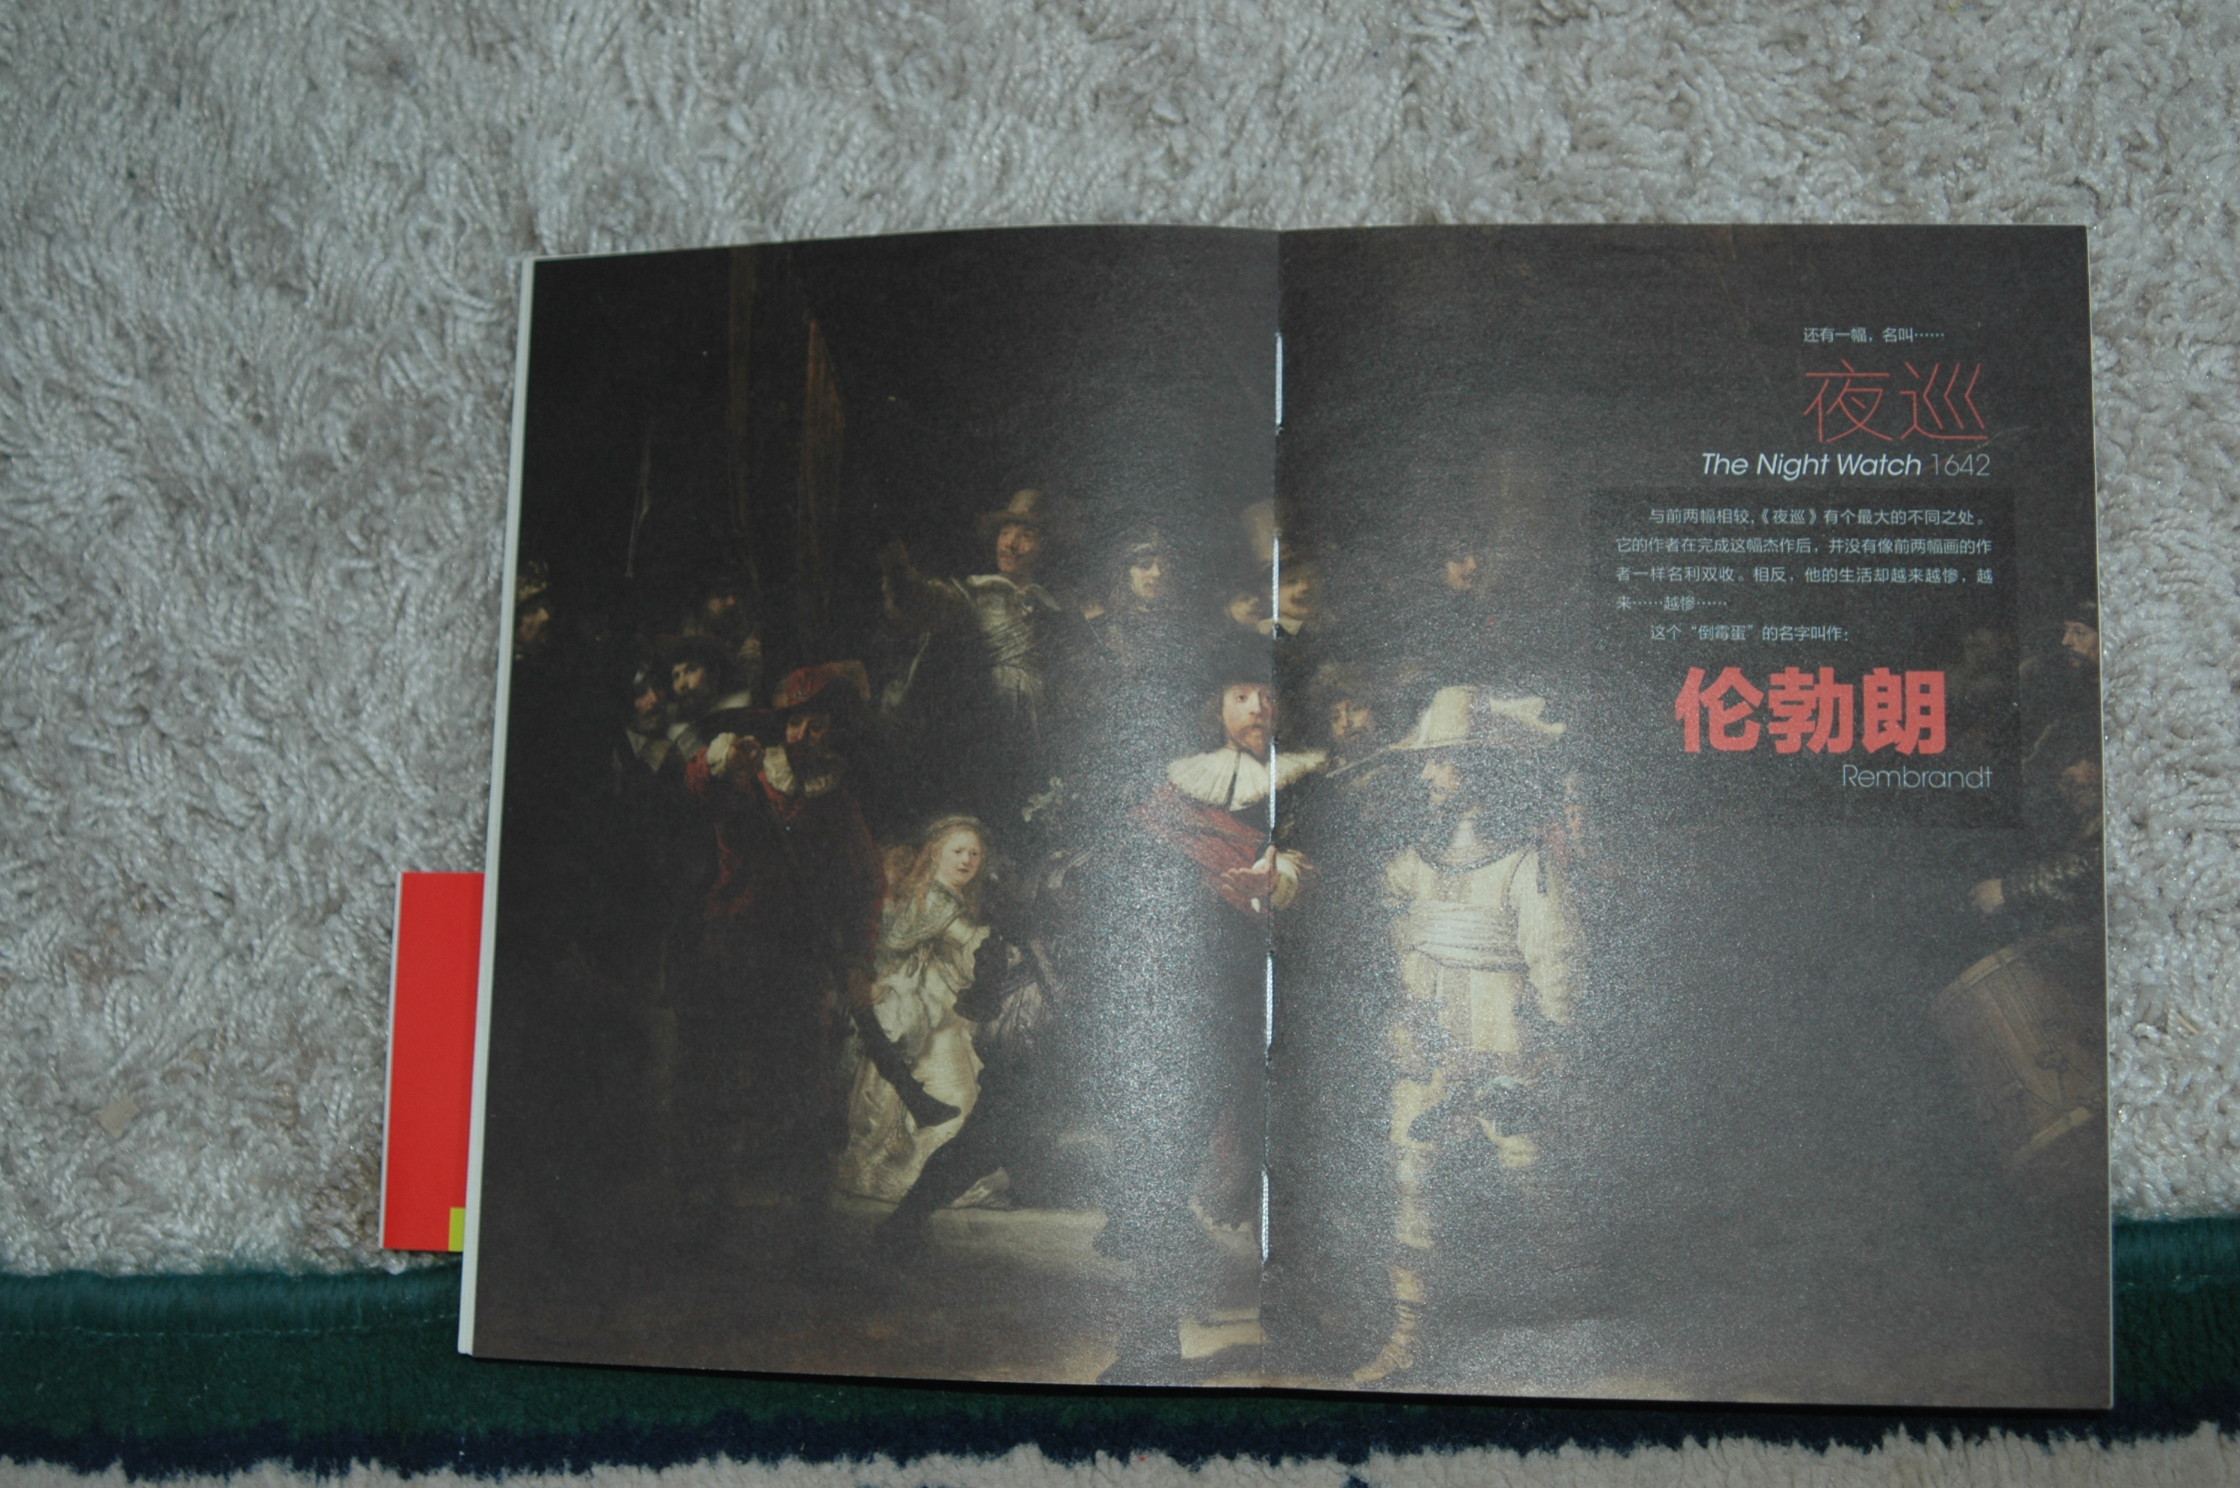 还有一幅，名叫……
夜巡
The Night Watch 1642
与前两幅相较，《夜巡》有个最大的不同之处。
它的作者在完成这幅杰作后，并没有像前两幅画的作
者一样名利双收。相反，他的生活却越来越惨，越
来……越惨……
这个“倒霉蛋”的名字叫作：
伦勃朗
Rembrandt